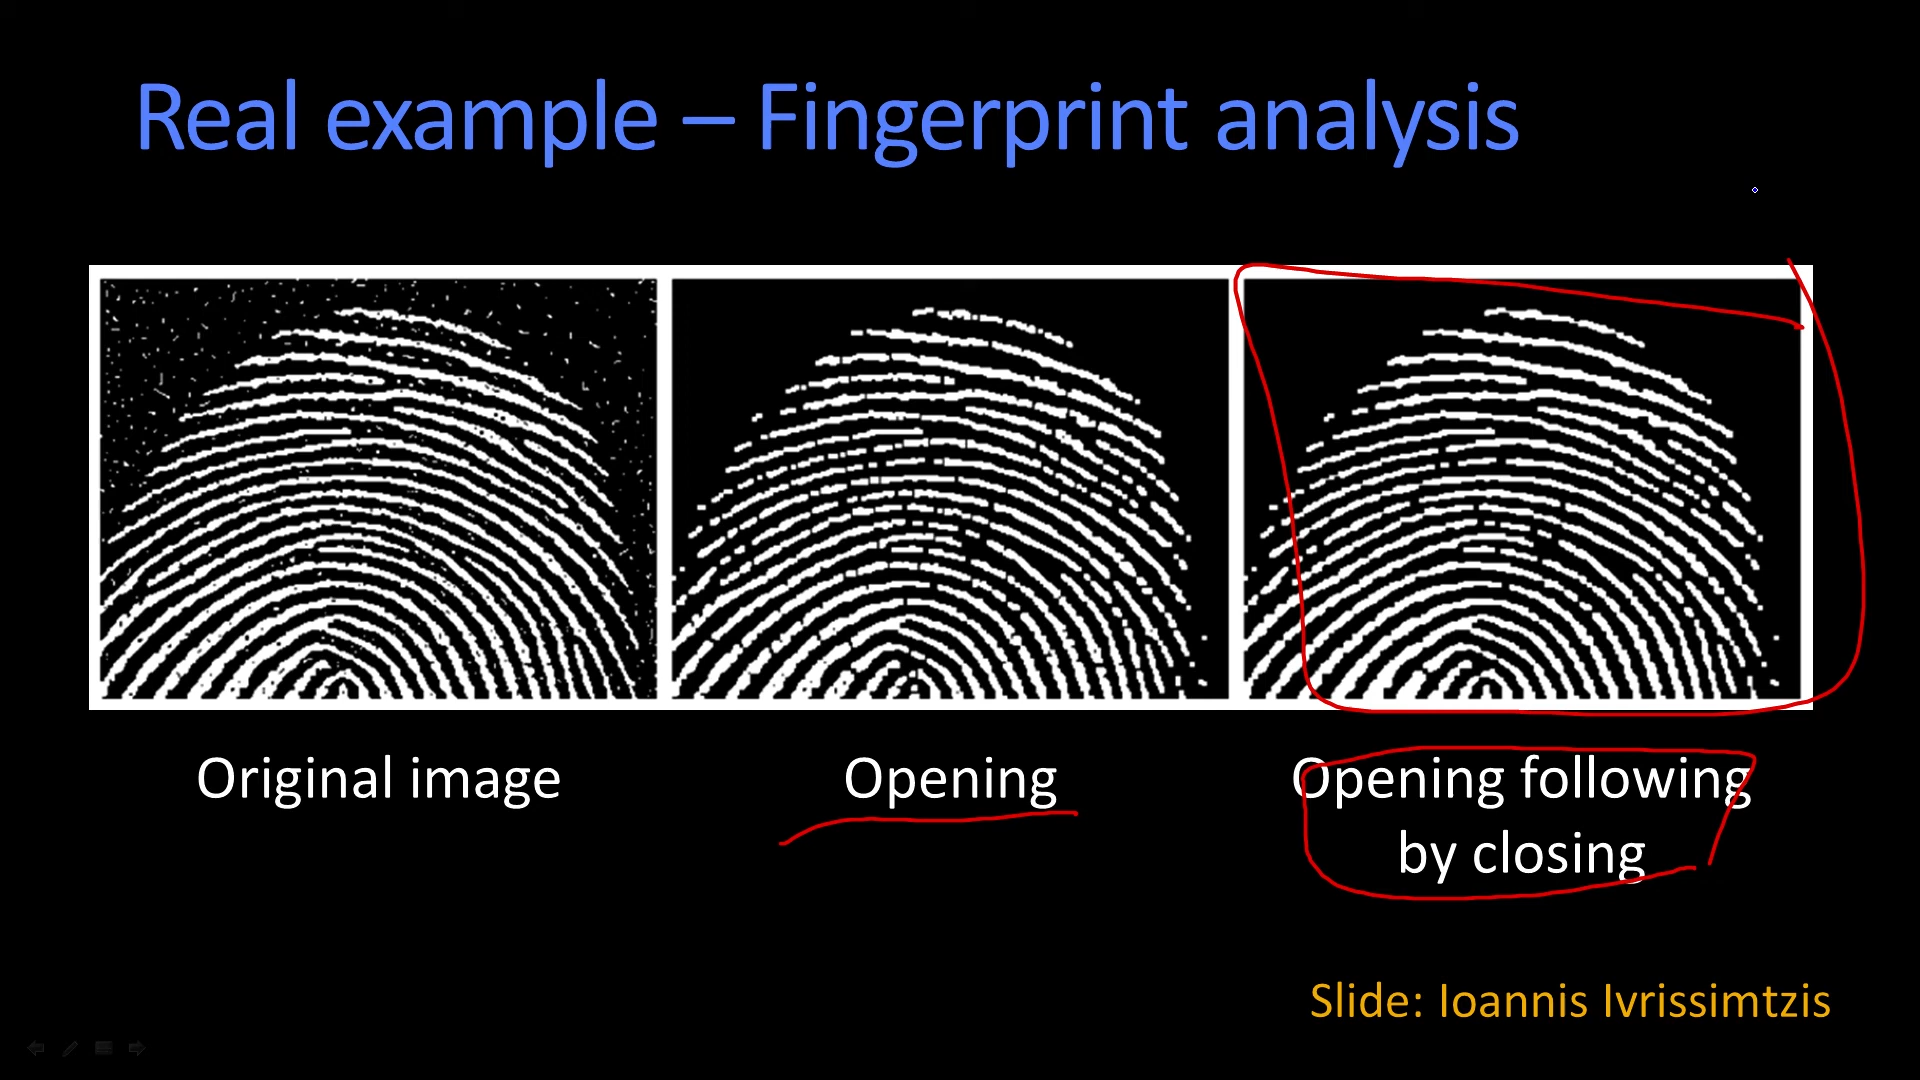 Real example – Fingerprint analysis
Original image
Opening
Opening following
by closing
Slide: Ioannis Ivrissimtzis